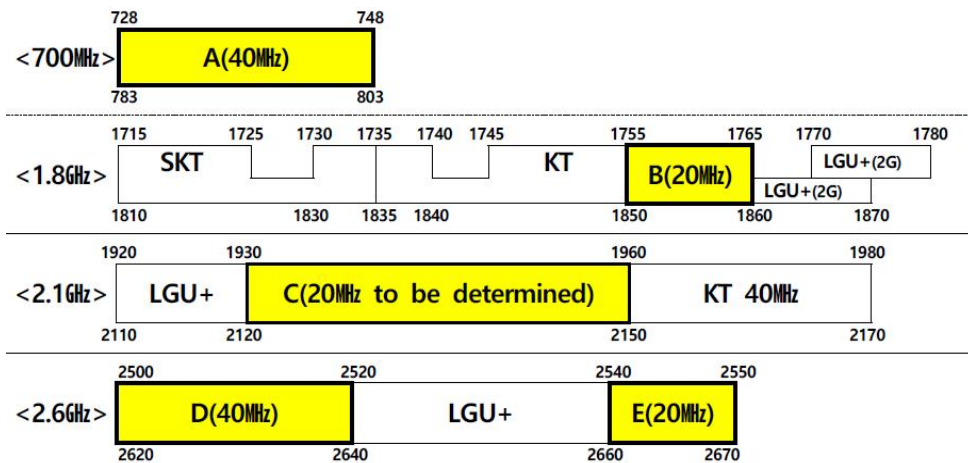 728 748
<700MHz> A(40MHz)
783 803
1715 1725 1730 1735 1740 1745 1755 1765 1770 1780
<1.8GHz> SKT KT B(20MHz) LGU+(2G)
LGU+(2G)
1810 1830 1835 1840 1850 1860 1870
1920 1930 1960 1980
<2.1GHz> LGU+ C(20MHz to be determined) KT 40MHz
2110 2120 2150 2170
2500 2520 2540 2550
<2.6GHz> D(40MHz) LGU+ E(20MHz)
2620 2640 2660 2670